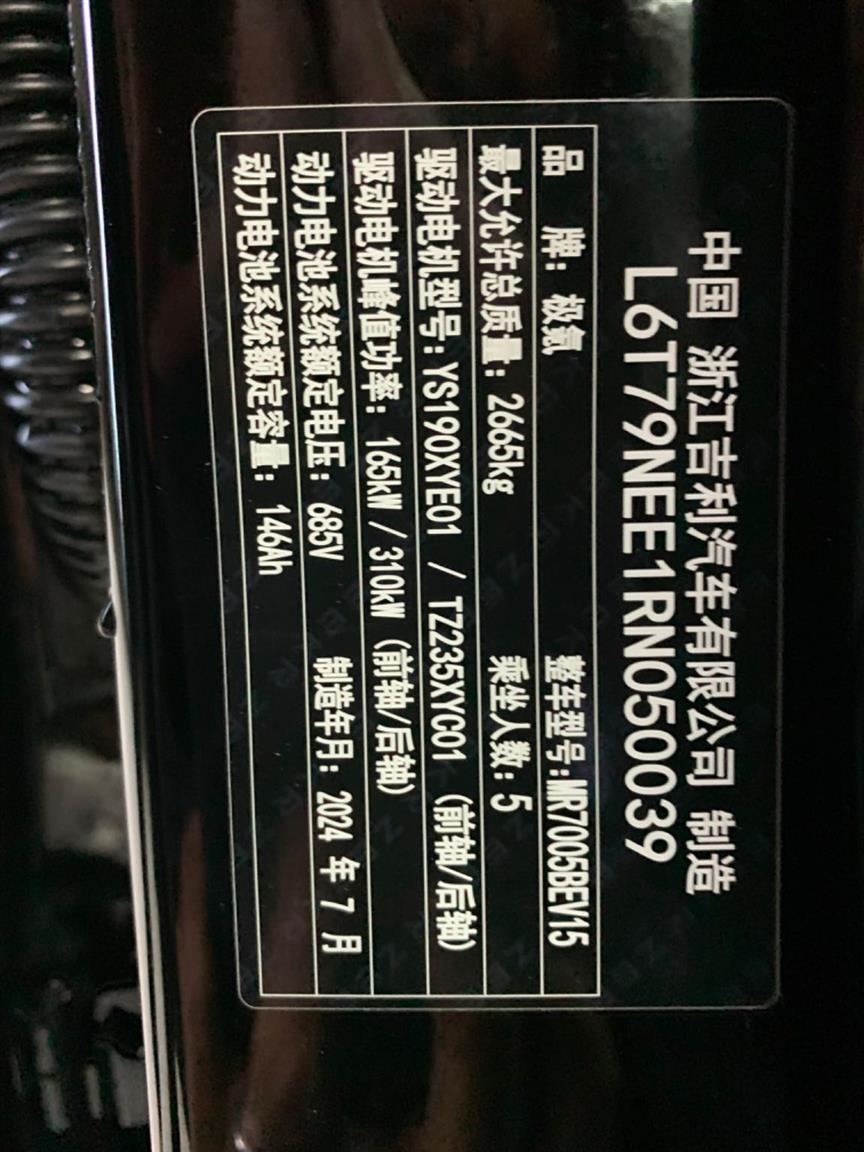 中国 浙江吉利汽车有限公司 制造
L6T79NEE1RN050039
品 牌: 极氪 整车型号:MR7005BEV15
最大允许总质量: 2665kg 乘坐人数: 5
驱动电机型号: YS190XYE01 / TZ235XYC01 (前轴/后轴)
驱动电机峰值功率: 165kW / 310kW (前轴/后轴)
动力电池系统额定电压: 685V 制造年月: 2024 年 7 月
动力电池系统额定容量: 146Ah